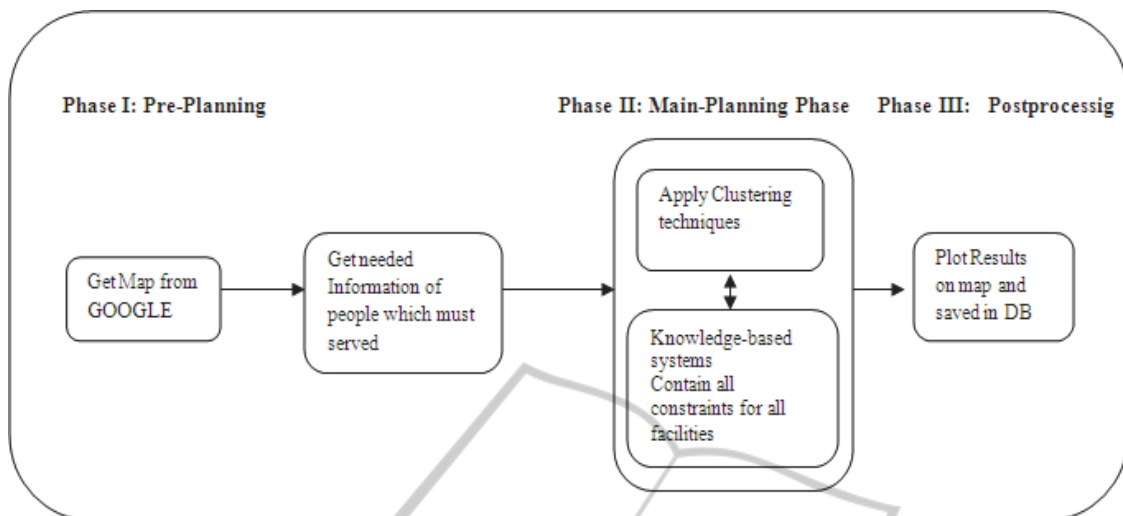 Phase I: Pre-Planning
Phase II: Main-Planning Phase
Phase III: Postprocessig
Get Map from
GOOGLE
Get needed
Information of
people which must
served
Apply Clustering
techniques
Knowledge-based
systems
Contain all
constraints for all
facilities
Plot Results
on map and
saved in DB